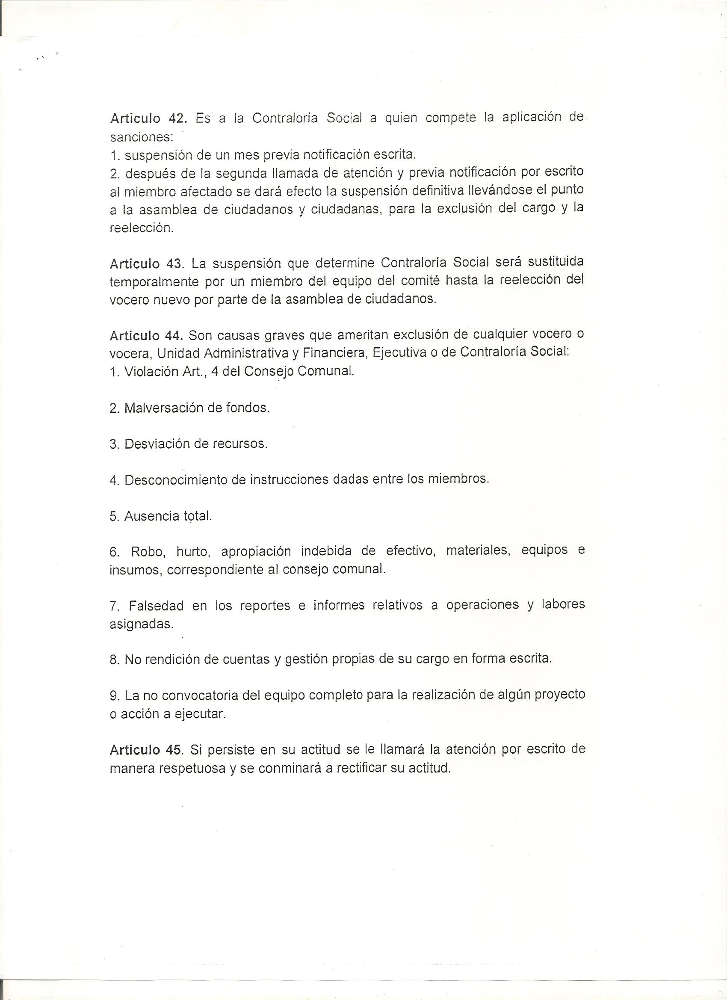 Articulo 42. Es a la Contraloría Social a quien compete la aplicación de
sanciones:
1. suspensión de un mes previa notificación escrita.
2. después de la segunda llamada de atención y previa notificación por escrito
al miembro afectado se dará efecto la suspensión definitiva llevándose el punto
a la asamblea de ciudadanos y ciudadanas, para la exclusión del cargo y la
reelección.
Articulo 43. La suspensión que determine Contraloría Social será sustituida
temporalmente por un miembro del equipo del comité hasta la reelección del
vocero nuevo por parte de la asamblea de ciudadanos.
Articulo 44. Son causas graves que ameritan exclusión de cualquier vocero o
vocera, Unidad Administrativa y Financiera, Ejecutiva o de Contraloría Social:
1. Violación Art., 4 del Consejo Comunal.
2. Malversación de fondos.
3. Desviación de recursos.
4. Desconocimiento de instrucciones dadas entre los miembros.
5. Ausencia total.
6. Robo, hurto, apropiación indebida de efectivo, materiales, equipos e
insumos, correspondiente al consejo comunal.
7. Falsedad en los reportes e informes relativos a operaciones y labores
asignadas.
8. No rendición de cuentas y gestión propias de su cargo en forma escrita.
9. La no convocatoria del equipo completo para la realización de algún proyecto
o acción a ejecutar.
Articulo 45. Si persiste en su actitud se le llamará la atención por escrito de
manera respetuosa y se conminará a rectificar su actitud.